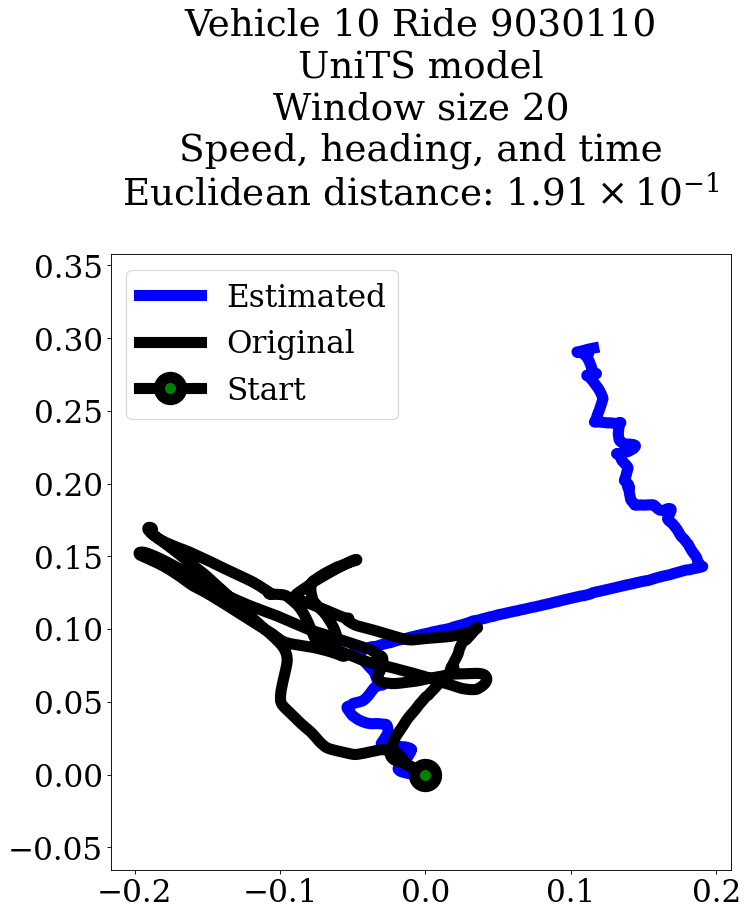 Vehicle 10 Ride 9030110
UniTS model
Window size 20
Speed, heading, and time
Euclidean distance: 1.91 × 10⁻¹
0.35
Estimated
0.30
Original
Start
0.25
0.20
0.15
0.10
0.05
0.00
−0.05
−0.2 −0.1 0.0 0.1 0.2